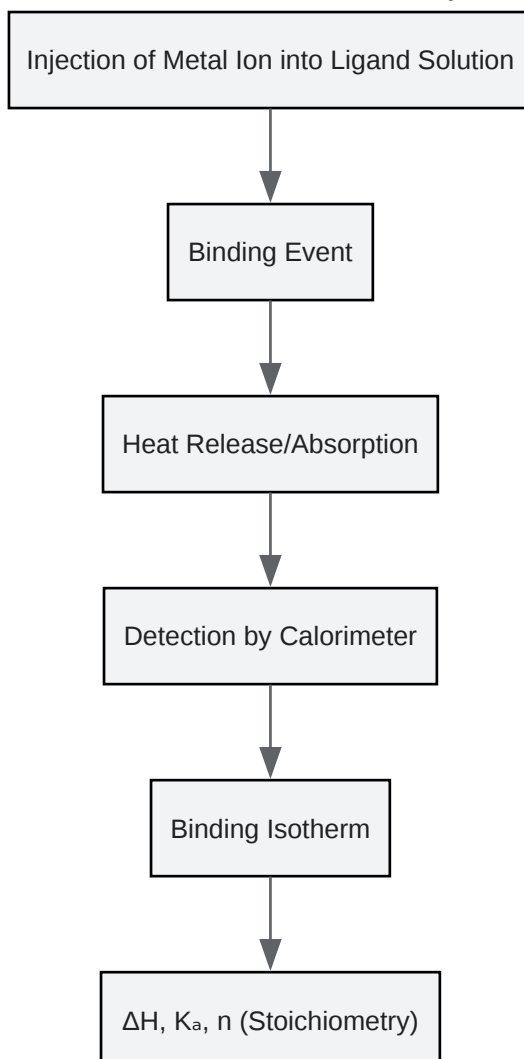 Injection of Metal Ion into Ligand Solution
Binding Event
Heat Release/Absorption
Detection by Calorimeter
Binding Isotherm
ΔH, Kₐ, n (Stoichiometry)